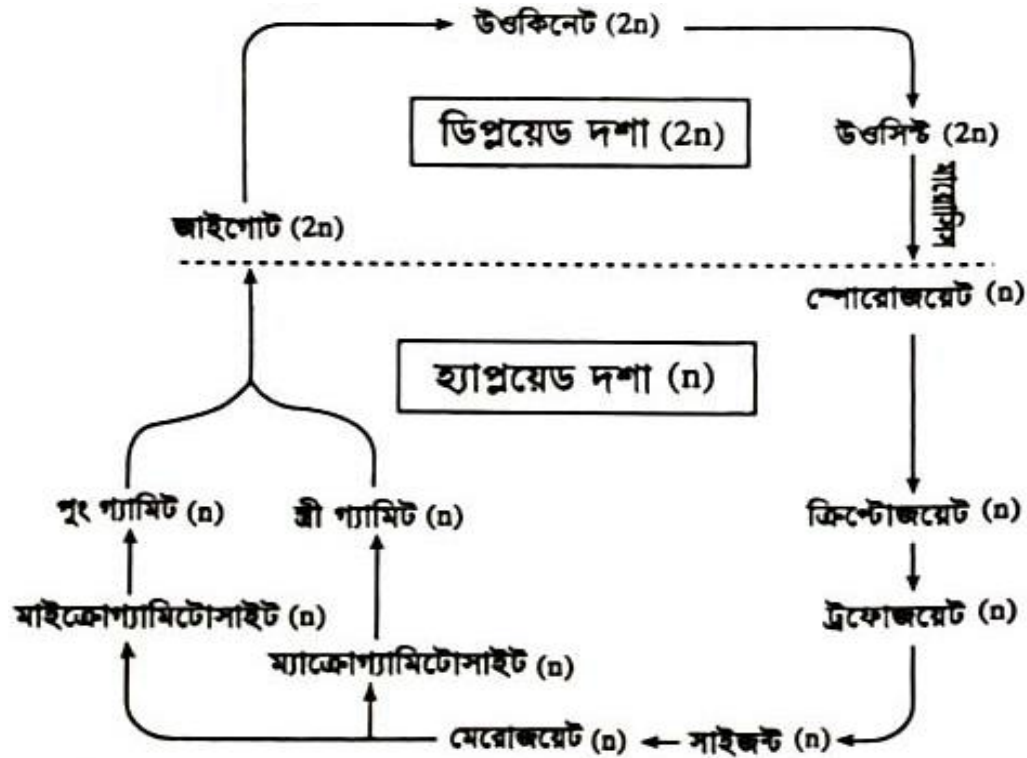 উওকিনেট (2n)
ডিপ্লয়েড দশা (2n)
উওসিস্ট (2n)
মায়োসিস
জাইগোট (2n)
স্পোরোজয়েট (n)
হ্যাপ্লয়েড দশা (n)
পুং গ্যামিট (n)
স্ত্রী গ্যামিট (n)
ক্রিপ্টোজয়েট (n)
মাইক্রোগ্যামিটোসাইট (n)
ট্রফোজয়েট (n)
ম্যাক্রোগ্যামিটোসাইট (n)
মেরোজয়েট (n)
সাইজন্ট (n)